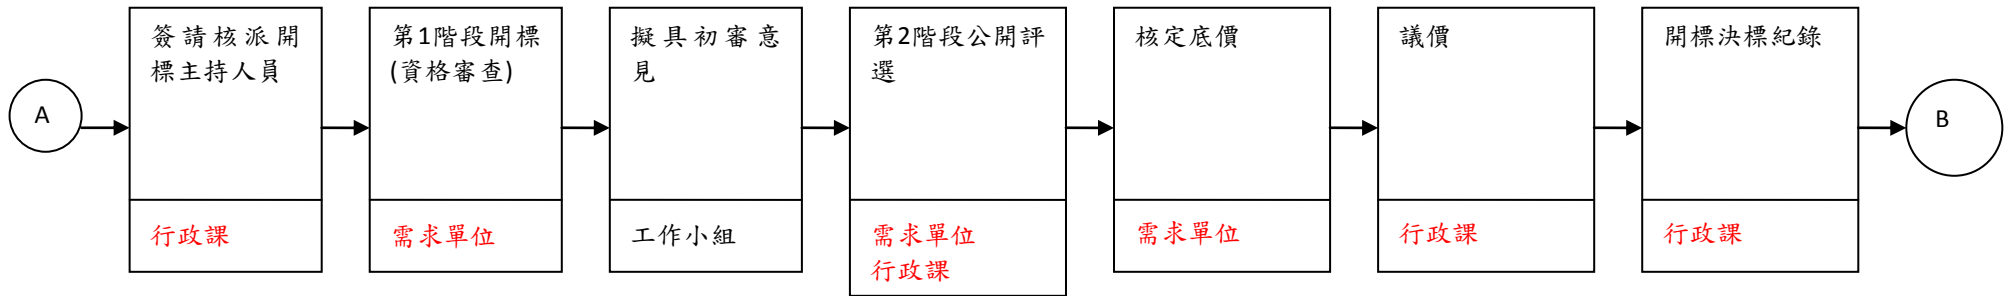 A
簽請核派開
標主持人員
行政課
第1階段開標
(資格審查)
需求單位
擬具初審意
見
工作小組
第2階段公開評
選
需求單位
行政課
核定底價
需求單位
議價
行政課
開標決標紀錄
行政課
B